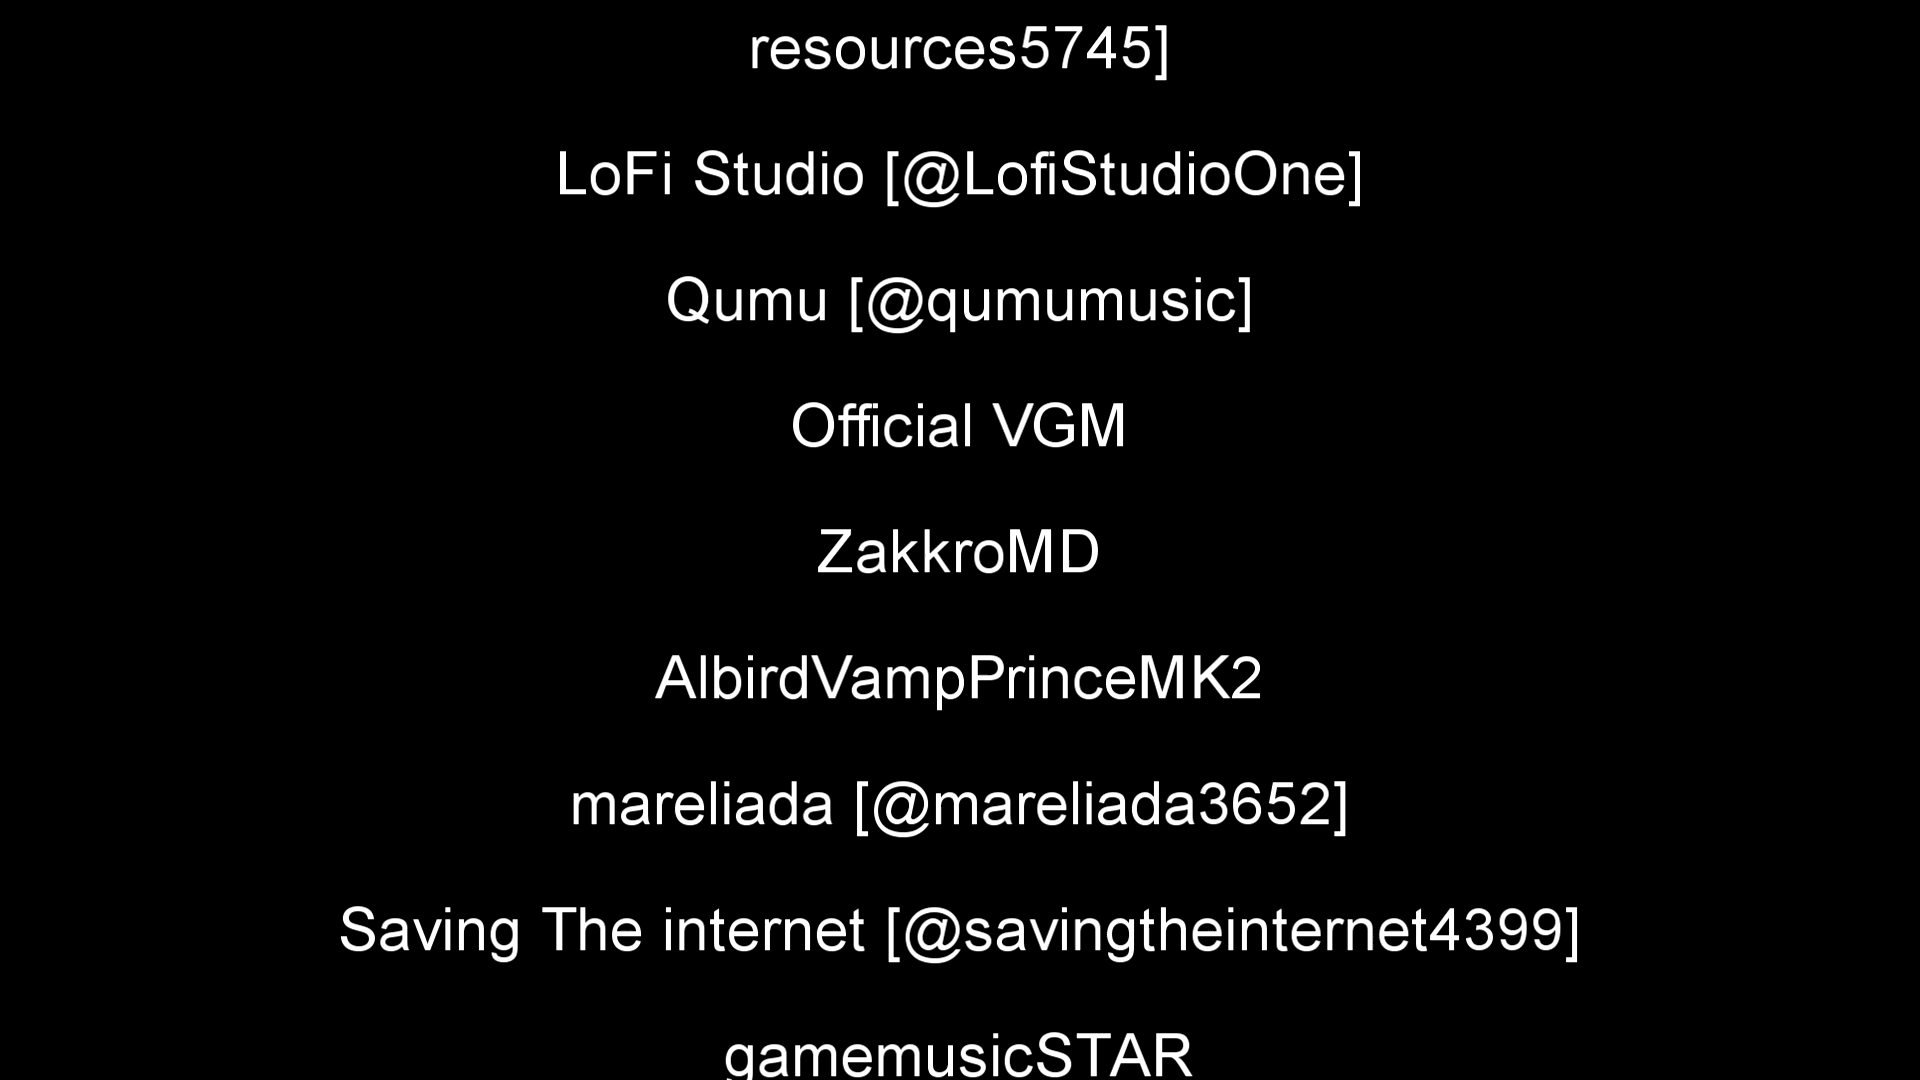 resources5745]
LoFi Studio [@LofiStudioOne]
Qumu [@qumumusic]
Official VGM
ZakkroMD
AlbirdVampPrinceMK2
mareliada [@mareliada3652]
Saving The internet [@savingtheinternet4399]
gamemusicSTAR